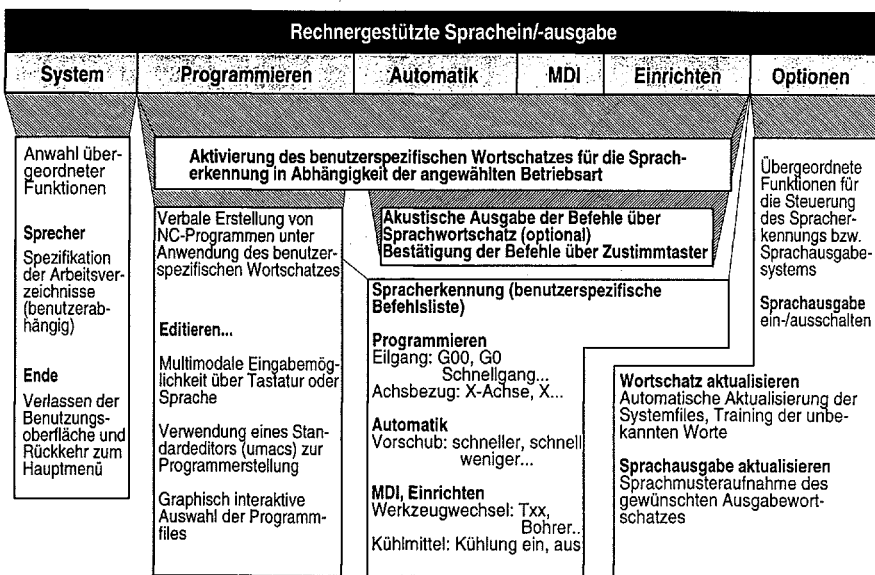 Rechnergestützte Sprachein/-ausgabe
System
Programmieren
Automatik
MDI
Einrichten
Optionen
Anwahl über-
geordneter
Funktionen
Sprecher
Spezifikation
der Arbeitsver-
zeichnisse
(benutzerab-
hängig)
Ende
Verlassen der
Benutzungs-
oberfläche und
Rückkehr zum
Hauptmenü
Aktivierung des benutzerspezifischen Wortschatzes für die Sprach-
erkennung in Abhängigkeit der angewählten Betriebsart
Verbale Erstellung von
NC-Programmen unter
Anwendung des benutzer-
spezifischen Wortschatzes
Editieren...
Multimodale Eingabemög-
lichkeit über Tastatur oder
Sprache
Verwendung eines Stan-
dardeditors (umacs) zur
Programmerstellung
Graphisch interaktive
Auswahl der Programm-
files
Akustische Ausgabe der Befehle über
Sprachwortschatz (optional)
Bestätigung der Befehle über Zustimmtaster
Spracherkennung (benutzerspezifische
Befehlsliste)
Programmieren
Eilgang: G00, G0
Schnellgang...
Achsbezug: X-Achse, X...
Automatik
Vorschub: schneller, schnell
weniger...
MDI, Einrichten
Werkzeugwechsel: Txx,
Bohrer..
Kühlmittel: Kühlung ein, aus
Wortschatz aktualisieren
Automatische Aktualisierung der
Systemfiles, Training der unbe-
kannten Worte
Sprachausgabe aktualisieren
Sprachmusteraufnahme des
gewünschten Ausgabewort-
schatzes
Übergeordnete
Funktionen für
die Steuerung
des Spracher-
kennungs bzw.
Sprachausgabe-
systems
Sprachausgabe
ein-/ausschalten